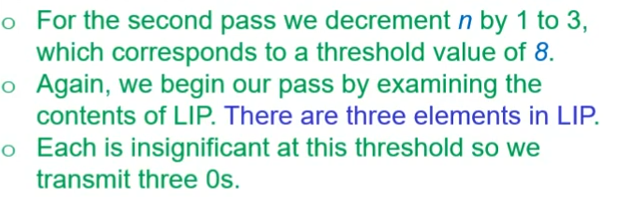 o For the second pass we decrement n by 1 to 3,
which corresponds to a threshold value of 8.
o Again, we begin our pass by examining the
contents of LIP. There are three elements in LIP.
o Each is insignificant at this threshold so we
transmit three 0s.